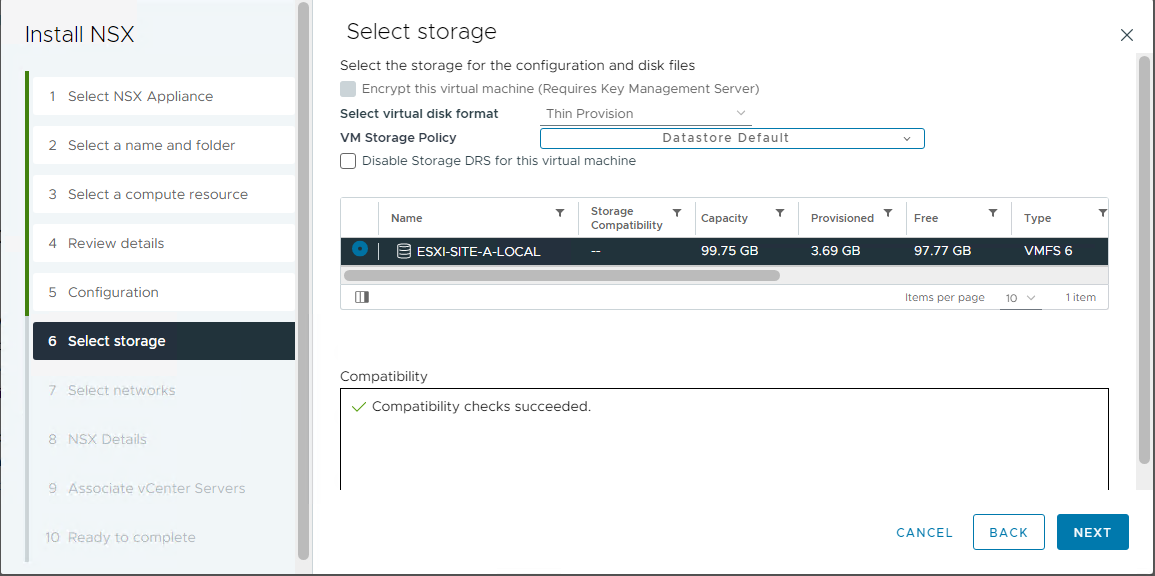 Install NSX
1 Select NSX Appliance
2 Select a name and folder
3 Select a compute resource
4 Review details
5 Configuration
6 Select storage
7 Select networks
8 NSX Details
9 Associate vCenter Servers
10 Ready to complete
Select storage
Select the storage for the configuration and disk files
Encrypt this virtual machine (Requires Key Management Server)
Select virtual disk format Thin Provision
VM Storage Policy Datastore Default
Disable Storage DRS for this virtual machine
Name Storage Compatibility Capacity Provisioned Free Type
ESXI-SITE-A-LOCAL -- 99.75 GB 3.69 GB 97.77 GB VMFS 6
Items per page 10 1 item
Compatibility
Compatibility checks succeeded.
CANCEL BACK NEXT